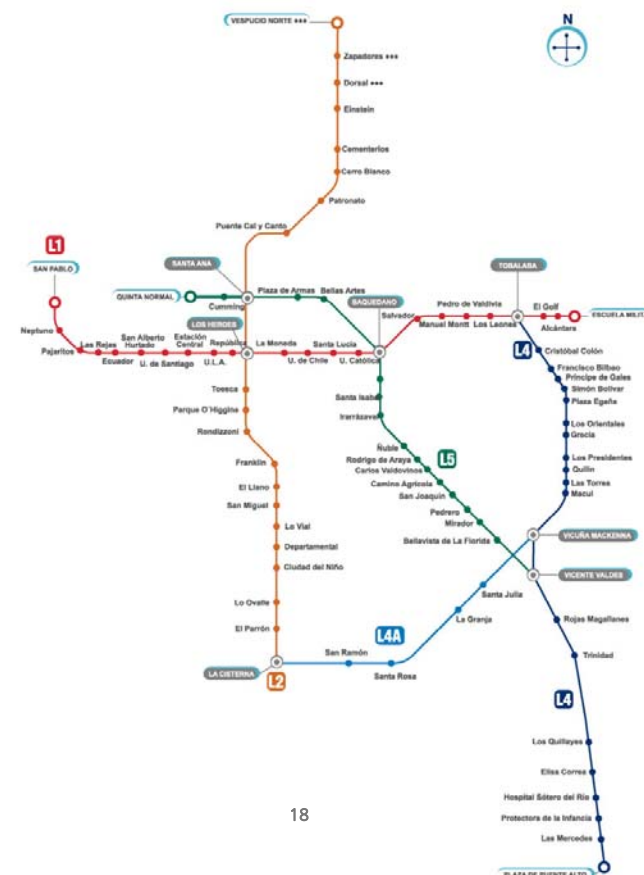 VESPUCIO NORTE ***
N
Zapadores ***
Dorsal ***
Einstein
Cementerios
Cerro Blanco
Patronato
Puente Cal y Canto
L1
SAN PABLO
SANTA ANA
TOBALABA
QUINTA NORMAL
Plaza de Armas
Bellas Artes
BAQUEDANO
Cumming
Pedro de Valdivia
El Golf
Salvador
ESCUELA MILIT
Manuel Montt
Los Leones
Alcántara
LOS HEROES
Neptuno
Pajaritos
Las Rejas
Ecuador
San Alberto
Hurtado
U. de Santiago
Estación
Central
U.L.A.
República
La Moneda
U. de Chile
Santa Lucía
U. Católica
L4
Cristóbal Colón
Francisco Bilbao
Príncipe de Gales
Simón Bolívar
Plaza Egaña
Los Orientales
Grecia
Los Presidentes
Quilín
Las Torres
Macul
Toesca
Parque O'Higgins
Rondizzoni
Santa Isabe
Irarrázaval
Ñuble
Rodrigo de Araya
Carlos Valdovinos
Camino Agrícola
San Joaquín
Pedrero
Mirador
Bellavista de La Florida
L5
Franklin
El Llano
San Miguel
Lo Vial
Departamental
Ciudad del Niño
Lo Ovalle
El Parrón
VICUÑA MACKENNA
VICENTE VALDES
Santa Julia
La Granja
L4A
San Ramón
Santa Rosa
LA CISTERNA
L2
Rojas Magallanes
Trinidad
L4
Los Quillayes
Elisa Correa
Hospital Sótero del Río
Protectora de la Infancia
Las Mercedes
PLAZA DE PUENTE ALTO
18